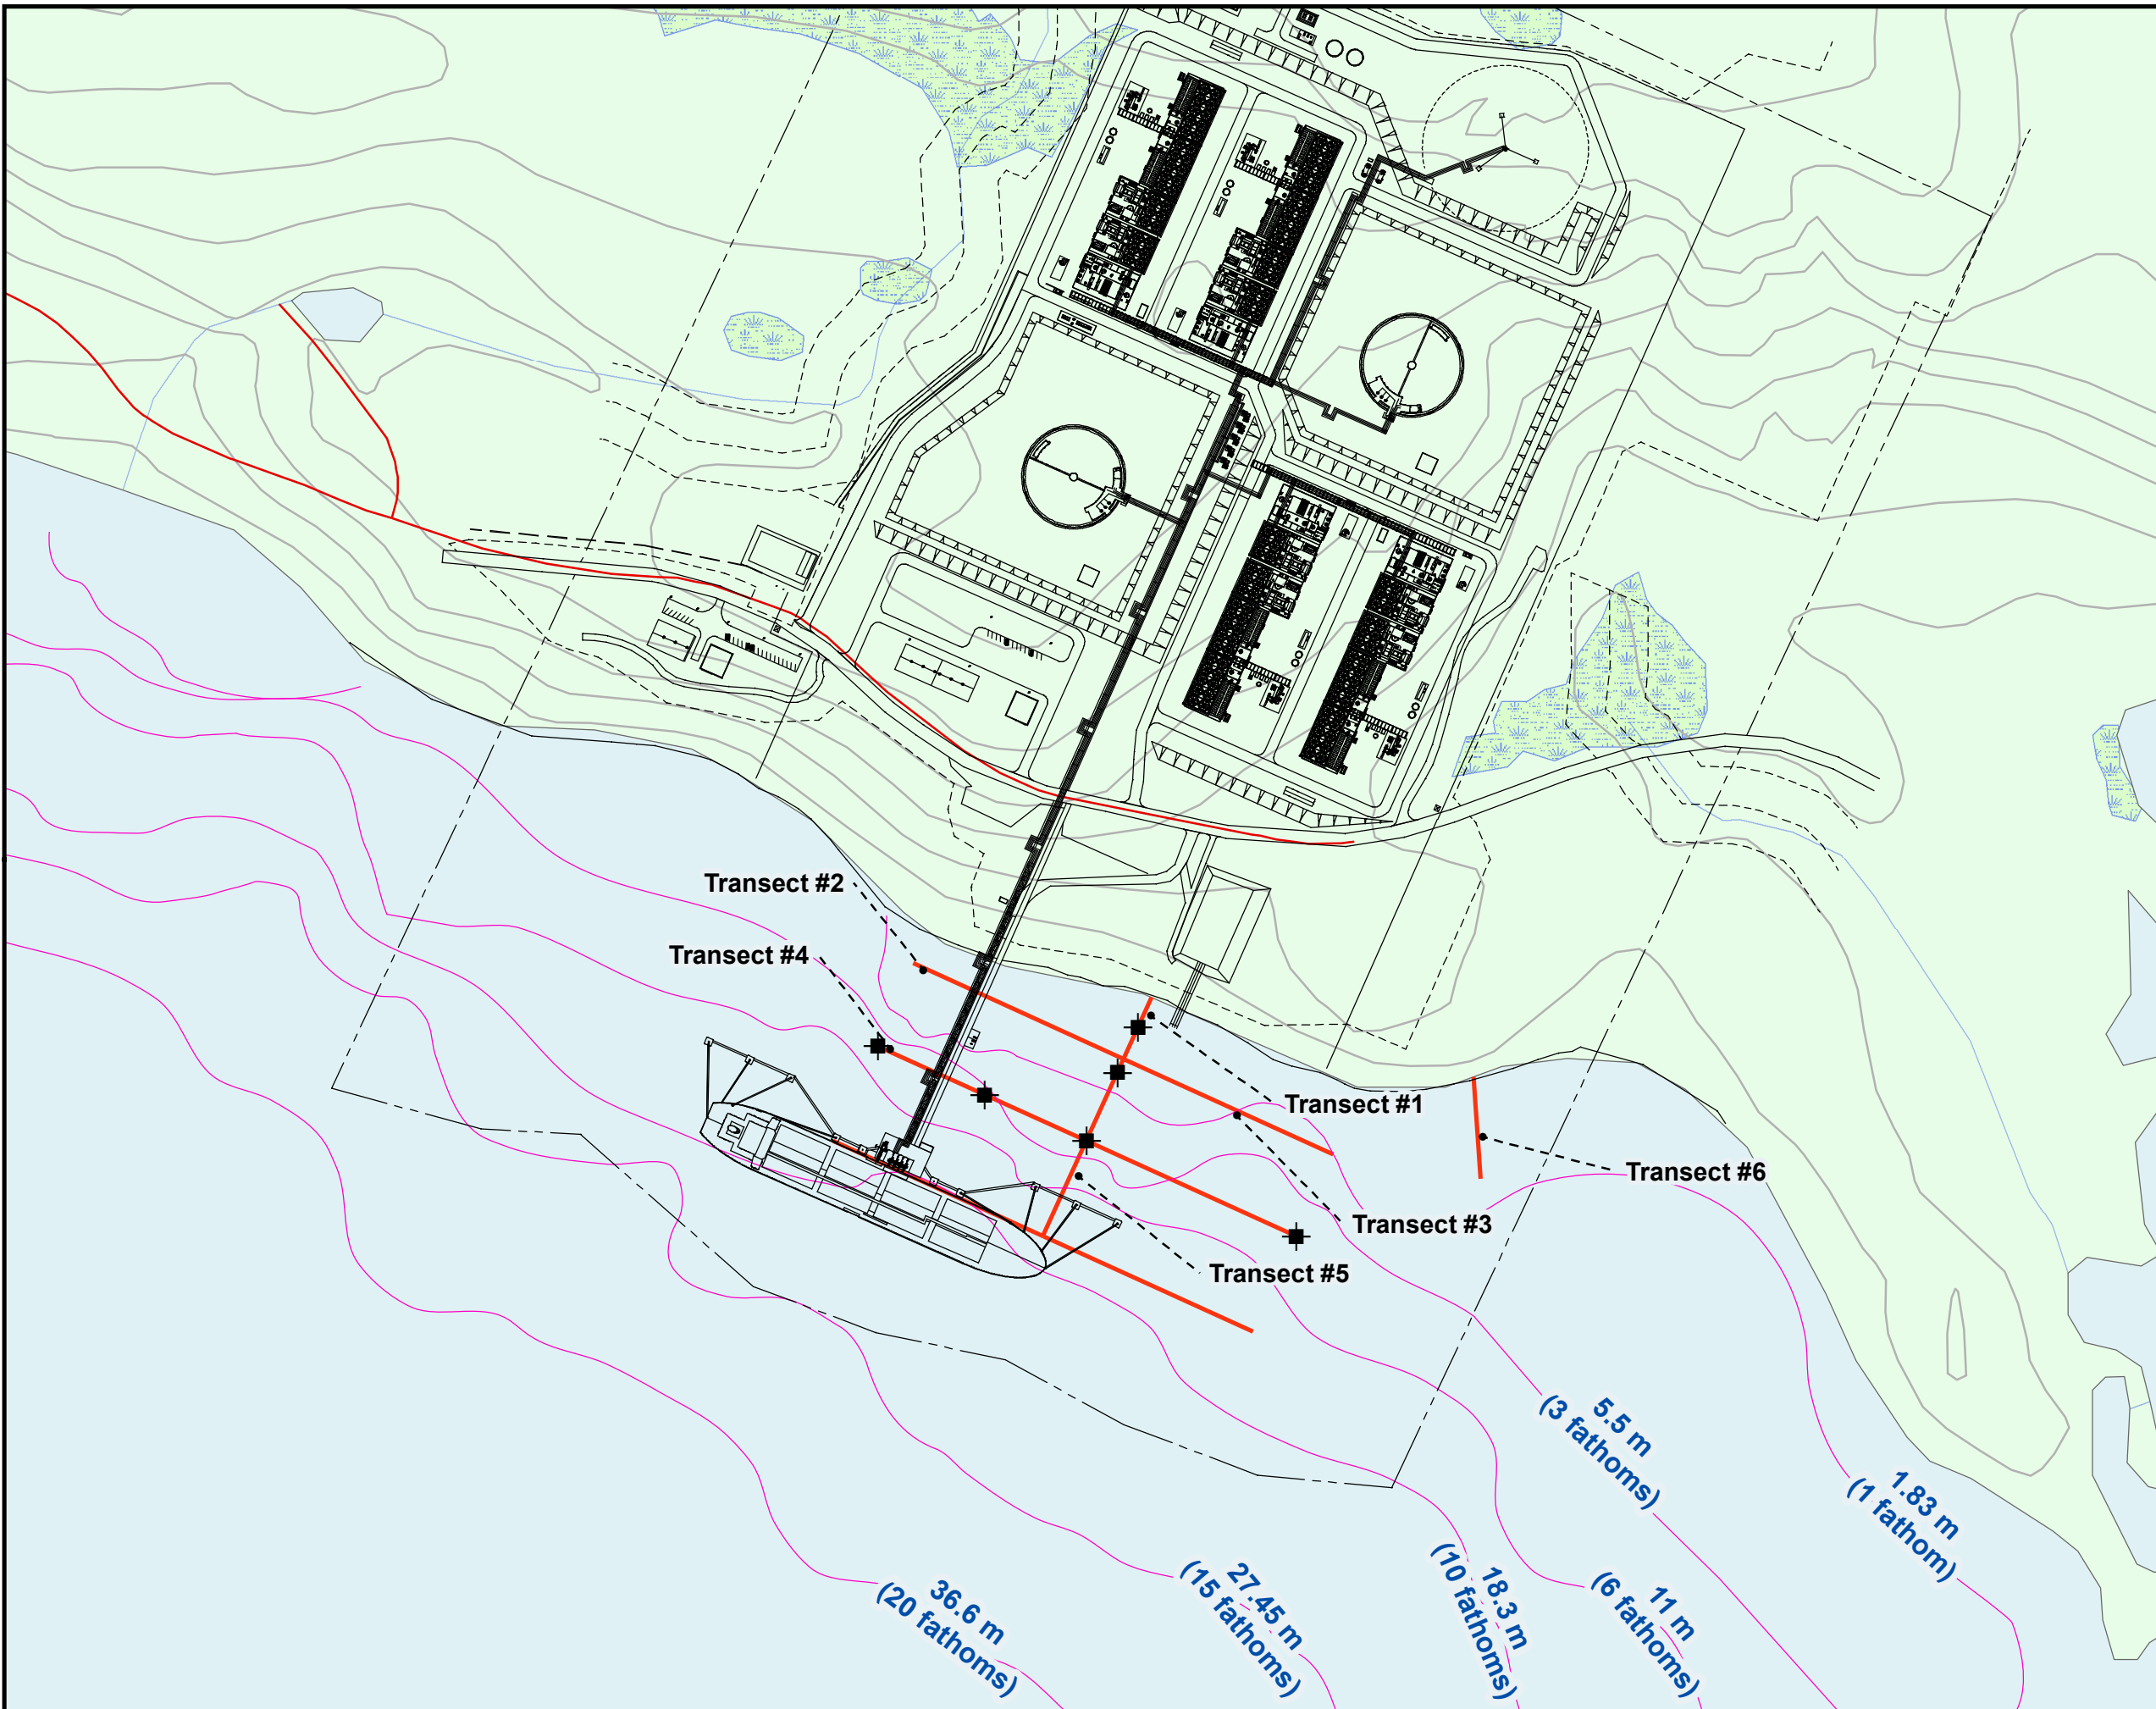 Transect #2
Transect #4
Transect #1
Transect #6
Transect #3
Transect #5
5.5 m
(3 fathoms)
1.83 m
(1 fathom)
11 m
(6 fathoms)
18.3 m
(10 fathoms)
27.45 m
(15 fathoms)
36.6 m
(20 fathoms)